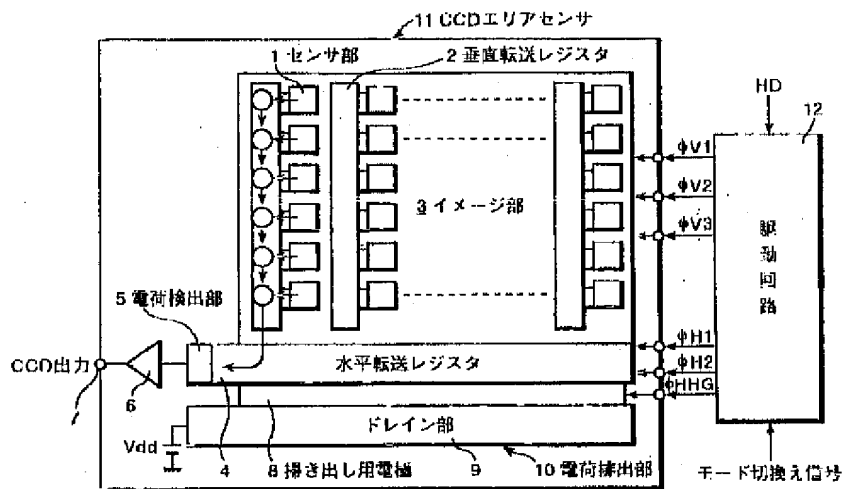 11 CCDエリアセンサ
1 センサ部
2 垂直転送レジスタ
HD
12
φV1
φV2
φV3
3 イメージ部
駆動回路
5 電荷検出部
φH1
φH2
φHHG
CCD出力
水平転送レジスタ
6
ドレイン部
Vdd
4
8 掃き出し用電極
9
10 電荷排出部
モード切換え信号